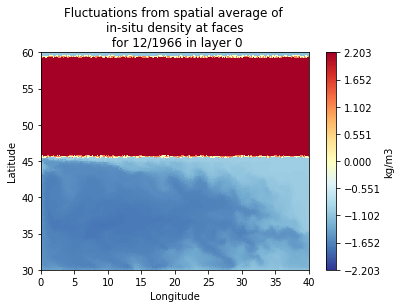 Fluctuations from spatial average of
in-situ density at faces
for 12/1966 in layer 0
60
55
50
45
40
35
30
Latitude
0 5 10 15 20 25 30 35 40
Longitude
2.203
1.652
1.102
0.551
0.000
−0.551
−1.102
−1.652
−2.203
kg/m3